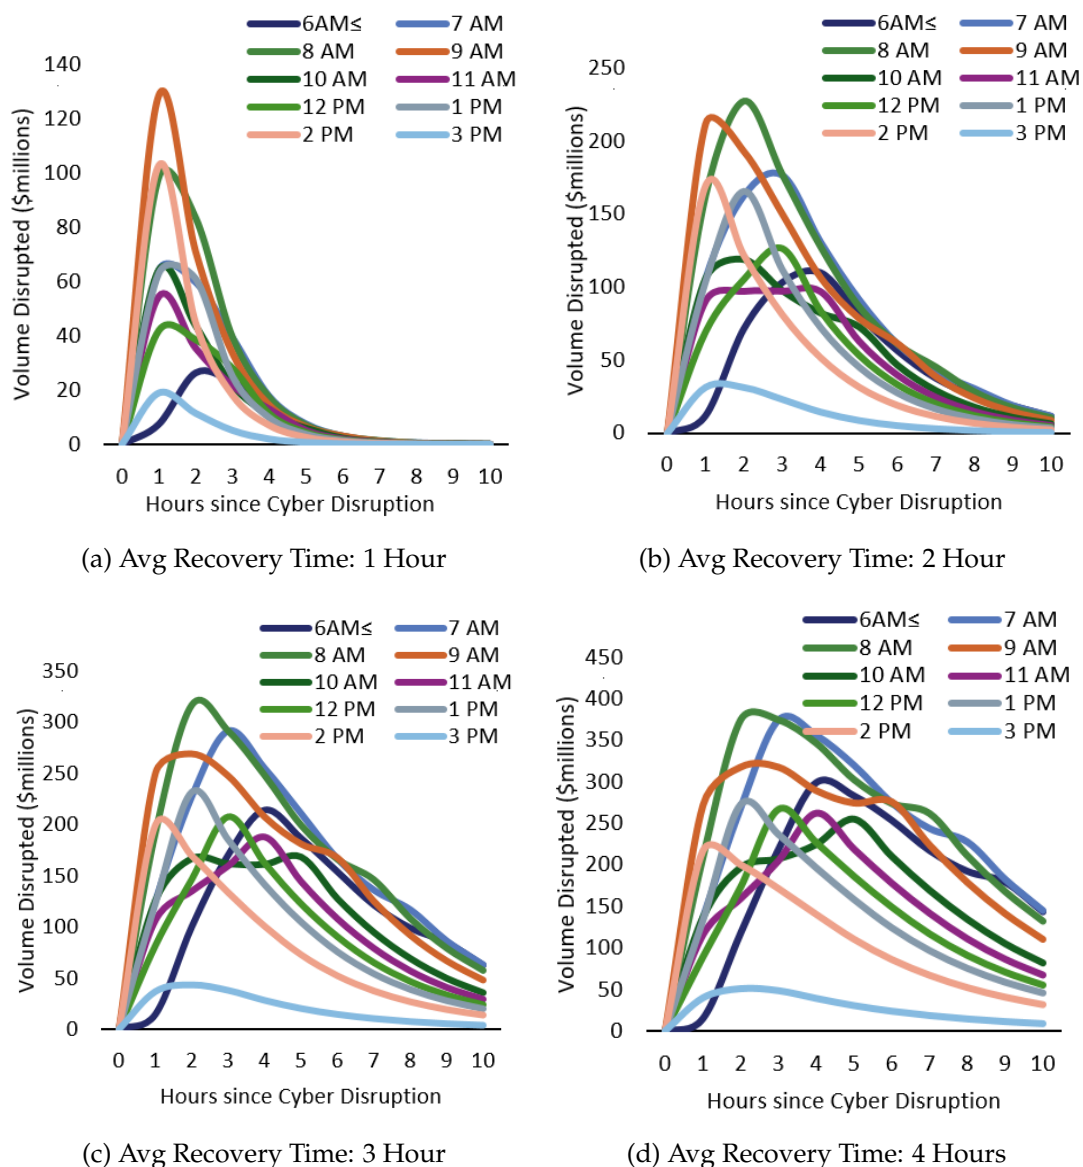 6AM≤ 7 AM
8 AM 9 AM
10 AM 11 AM
12 PM 1 PM
2 PM 3 PM
Volume Disrupted ($millions)
140
120
100
80
60
40
20
0
0 1 2 3 4 5 6 7 8 9 10
Hours since Cyber Disruption
(a) Avg Recovery Time: 1 Hour
6AM≤ 7 AM
8 AM 9 AM
10 AM 11 AM
12 PM 1 PM
2 PM 3 PM
Volume Disrupted ($millions)
250
200
150
100
50
0
0 1 2 3 4 5 6 7 8 9 10
Hours since Cyber Disruption
(b) Avg Recovery Time: 2 Hour
6AM≤ 7 AM
8 AM 9 AM
10 AM 11 AM
12 PM 1 PM
2 PM 3 PM
Volume Disrupted ($millions)
350
300
250
200
150
100
50
0
0 1 2 3 4 5 6 7 8 9 10
Hours since Cyber Disruption
(c) Avg Recovery Time: 3 Hour
6AM≤ 7 AM
8 AM 9 AM
10 AM 11 AM
12 PM 1 PM
2 PM 3 PM
Volume Disrupted ($millions)
450
400
350
300
250
200
150
100
50
0
0 1 2 3 4 5 6 7 8 9 10
Hours since Cyber Disruption
(d) Avg Recovery Time: 4 Hours